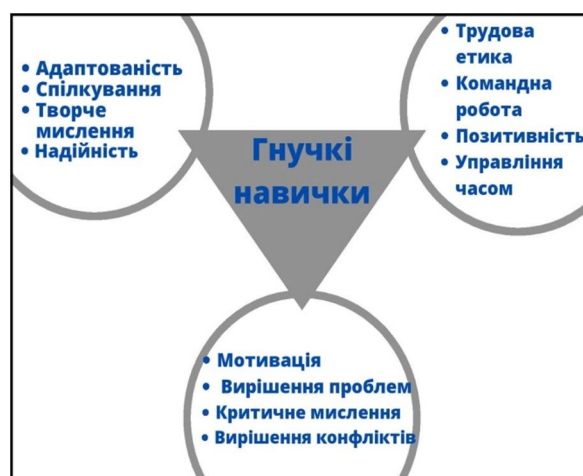 • Адаптованість
• Спілкування
• Творче
мислення
• Надійність
• Трудова
етика
• Командна
робота
• Позитивність
• Управління
часом
Гнучкі
навички
• Мотивація
• Вирішення проблем
• Критичне мислення
• Вирішення конфліктів